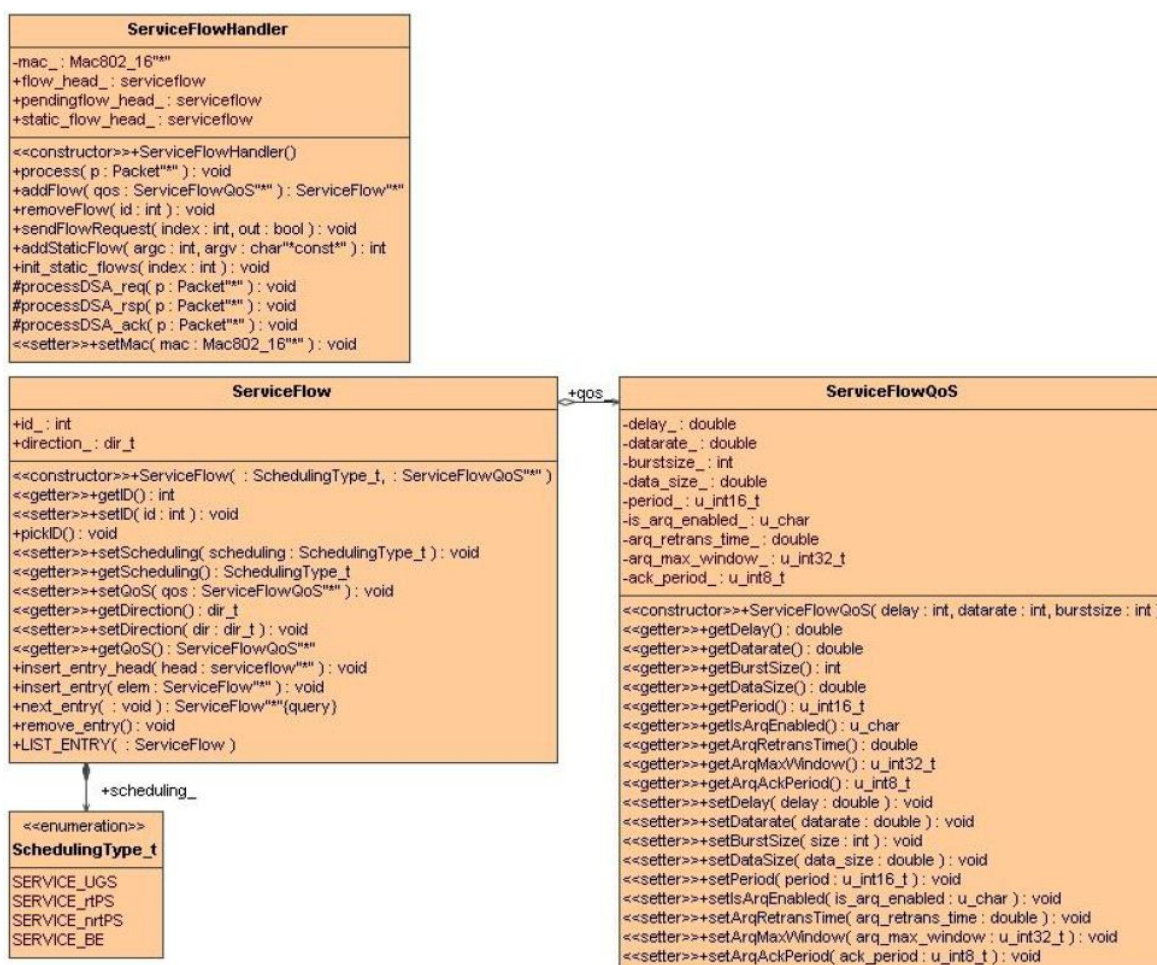 ServiceFlowHandler
-mac_ : Mac802_16"*"
+flow_head_ : serviceflow
+pendingflow_head_ : serviceflow
+static_flow_head_ : serviceflow
<<constructor>>+ServiceFlowHandler()
+process( p : Packet"*" ) : void
+addFlow( qos : ServiceFlowQoS"*" ) : ServiceFlow"*"
+removeFlow( id : int ) : void
+sendFlowRequest( index : int, out : bool ) : void
+addStaticFlow( argc : int, argv : char"*const*" ) : int
+init_static_flows( index : int ) : void
#processDSA_req( p : Packet"*" ) : void
#processDSA_rsp( p : Packet"*" ) : void
#processDSA_ack( p : Packet"*" ) : void
<<setter>>+setMac( mac : Mac802_16"*" ) : void
ServiceFlow
+id_ : int
+direction_ : dir_t
<<constructor>>+ServiceFlow( : SchedulingType_t, : ServiceFlowQoS"*" )
<<getter>>+getID() : int
<<setter>>+setID( id : int ) : void
+pickID() : void
<<setter>>+setScheduling( scheduling : SchedulingType_t ) : void
<<getter>>+getScheduling() : SchedulingType_t
<<setter>>+setQoS( qos : ServiceFlowQoS"*" ) : void
<<getter>>+getDirection() : dir_t
<<setter>>+setDirection( dir : dir_t ) : void
<<getter>>+getQoS() : ServiceFlowQoS"*"
+insert_entry_head( head : serviceflow"*" ) : void
+insert_entry( elem : ServiceFlow"*" ) : void
+next_entry( : void ) : ServiceFlow"*"{query}
+remove_entry() : void
+LIST_ENTRY( : ServiceFlow )
+qos_
ServiceFlowQoS
-delay_ : double
-datarate_ : double
-burstsize_ : int
-data_size_ : double
-period_ : u_int16_t
-is_arq_enabled_ : u_char
-arq_retrans_time_ : double
-arq_max_window_ : u_int32_t
-ack_period_ : u_int8_t
<<constructor>>+ServiceFlowQoS( delay : int, datarate : int, burstsize : int )
<<getter>>+getDelay() : double
<<getter>>+getDatarate() : double
<<getter>>+getBurstSize() : int
<<getter>>+getDataSize() : double
<<getter>>+getPeriod() : u_int16_t
<<getter>>+getIsArqEnabled() : u_char
<<getter>>+getArqRetransTime() : double
<<getter>>+getArqMaxWindow() : u_int32_t
<<getter>>+getArqAckPeriod() : u_int8_t
<<setter>>+setDelay( delay : double ) : void
<<setter>>+setDatarate( datarate : double ) : void
<<setter>>+setBurstSize( size : int ) : void
<<setter>>+setDataSize( data_size : double ) : void
<<setter>>+setPeriod( period : u_int16_t ) : void
<<setter>>+setIsArqEnabled( is_arq_enabled : u_char ) : void
<<setter>>+setArqRetransTime( arq_retrans_time : double ) : void
<<setter>>+setArqMaxWindow( arq_max_window : u_int32_t ) : void
<<setter>>+setArqAckPeriod( ack_period : u_int8_t ) : void
+scheduling_
<<enumeration>>
SchedulingType_t
SERVICE_UGS
SERVICE_rtPS
SERVICE_nrtPS
SERVICE_BE